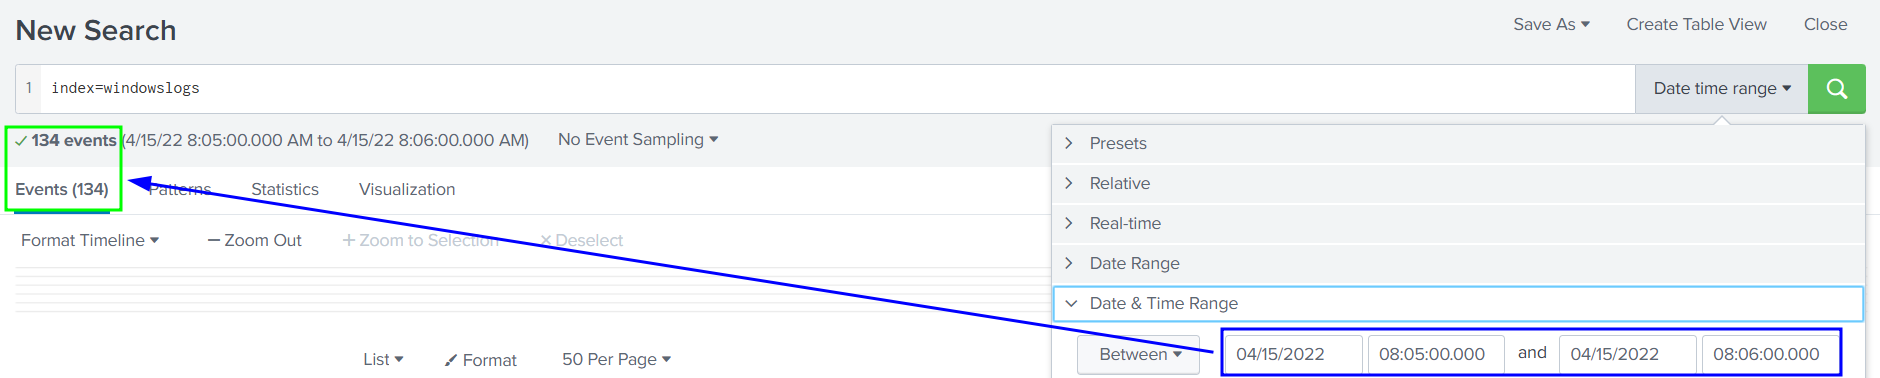 New Search
Save As Create Table View Close
1 index=windowslogs
Date time range
134 events (4/15/22 8:05:00.000 AM to 4/15/22 8:06:00.000 AM) No Event Sampling
Presets
Events (134) Patterns Statistics Visualization
Relative
Real-time
Format Timeline Zoom Out Zoom to Selection Deselect
Date Range
Date & Time Range
List Format 50 Per Page
Between 04/15/2022 08:05:00.000 and 04/15/2022 08:06:00.000